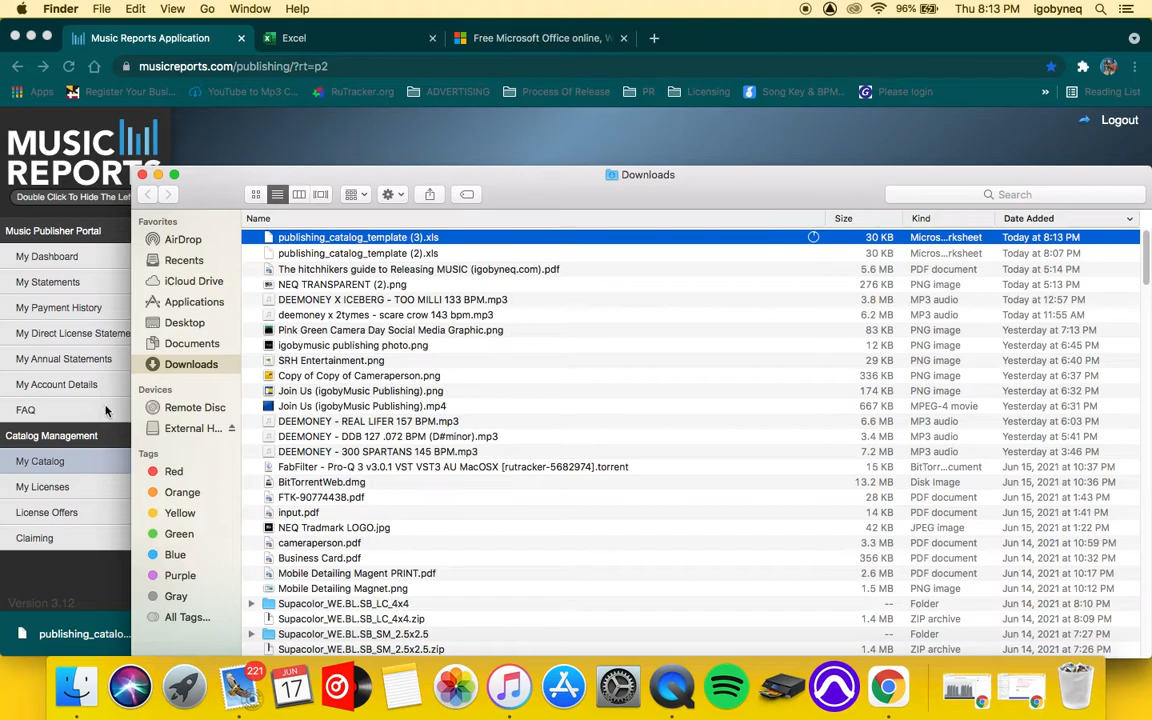 Finder File Edit View Go Window Help 96% Thu 8:13 PM igobyneq
Music Reports Application Excel Free Microsoft Office online, W
musicreports.com/publishing/?rt=p2
Apps Register Your Busi... YouTube to Mp3 C... RuTracker.org ADVERTISING Process Of Release PR Licensing Song Key & BPM... Please login » Reading List
Logout
MUSIC
REPORTS
Double Click To Hide The Left
Music Publisher Portal
My Dashboard
My Statements
My Payment History
My Direct License Stateme
My Annual Statements
My Account Details
FAQ
Catalog Management
My Catalog
My Licenses
License Offers
Claiming
Version 3.12
publishing_catalo...
Downloads
Search
Favorites
AirDrop
Recents
iCloud Drive
Applications
Desktop
Documents
Downloads
Devices
Remote Disc
External H...
Tags
Red
Orange
Yellow
Green
Blue
Purple
Gray
All Tags...
Name Size Kind Date Added
publishing_catalog_template (3).xls 30 KB Micros...rksheet Today at 8:13 PM
publishing_catalog_template (2).xls 30 KB Micros...rksheet Today at 8:07 PM
The hitchhikers guide to Releasing MUSIC (igobyneq.com).pdf 5.6 MB PDF document Today at 5:14 PM
NEQ TRANSPARENT (2).png 276 KB PNG image Today at 5:13 PM
DEEMONEY X ICEBERG - TOO MILLI 133 BPM.mp3 3.8 MB MP3 audio Today at 12:57 PM
deemoney x 2tymes - scare crow 143 bpm.mp3 6.2 MB MP3 audio Today at 11:55 AM
Pink Green Camera Day Social Media Graphic.png 83 KB PNG image Yesterday at 7:13 PM
igobymusic publishing photo.png 12 KB PNG image Yesterday at 6:44 PM
SRH Entertainment.png 29 KB PNG image Yesterday at 6:40 PM
Copy of Copy of Cameraperson.png 106 KB PNG image Yesterday at 6:37 PM
Join Us (igobyMusic Publishing).png 174 KB PNG image Yesterday at 6:32 PM
Join Us (igobyMusic Publishing).mp4 667 KB MPEG-4 movie Yesterday at 6:31 PM
DEEMONEY - REAL LIFER 157 BPM.mp3 6.6 MB MP3 audio Yesterday at 6:03 PM
DEEMONEY - DDB 127 .072 BPM (D#minor).mp3 3.4 MB MP3 audio Yesterday at 5:41 PM
DEEMONEY - 300 SPARTANS 145 BPM.mp3 7.2 MB MP3 audio Yesterday at 3:21 PM
FabFilter - Pro-Q 3 v3.0.1 VST VST3 AU MacOSX [rutracker-5682974].torrent 15 KB BitTorr...cument Jun 15, 2021 at 10:37 PM
BitTorrentWeb.dmg 13.2 MB Disk Image Jun 15, 2021 at 10:36 PM
FTK-90774438.pdf 28 KB PDF document Jun 15, 2021 at 1:43 PM
input.pdf 14 KB PDF document Jun 15, 2021 at 1:41 PM
NEQ Tradmark LOGO.jpg 42 KB JPEG image Jun 15, 2021 at 1:22 PM
cameraperson.pdf 3.3 MB PDF document Jun 14, 2021 at 10:59 PM
Business Card.pdf 356 KB PDF document Jun 14, 2021 at 10:32 PM
Mobile Detailing Magent PRINT.pdf 2.6 MB PDF document Jun 14, 2021 at 10:17 PM
Mobile Detailing Magnet.png 1.5 MB PNG image Jun 14, 2021 at 10:12 PM
Supacolor_WE.BL.SB_LC_4x4 -- Folder Jun 14, 2021 at 8:10 PM
Supacolor_WE.BL.SB_LC_4x4.zip 1.4 MB ZIP archive Jun 14, 2021 at 8:09 PM
Supacolor_WE.BL.SB_SM_2.5x2.5 -- Folder Jun 14, 2021 at 7:27 PM
Supacolor_WE.BL.SB_SM_2.5x2.5.zip 1.4 MB ZIP archive Jun 14, 2021 at 7:26 PM
221
JUN
17